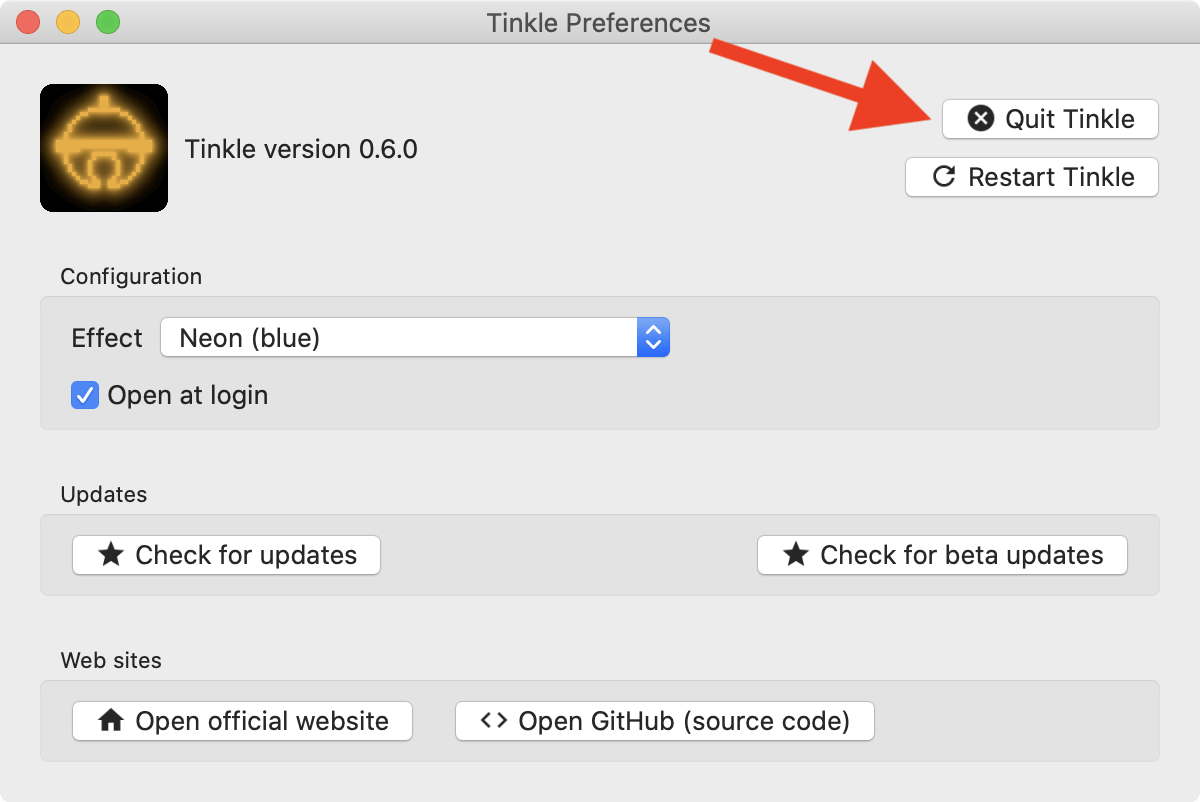 Tinkle Preferences
Tinkle version 0.6.0
Quit Tinkle
Restart Tinkle
Configuration
Effect Neon (blue)
Open at login
Updates
Check for updates Check for beta updates
Web sites
Open official website Open GitHub (source code)